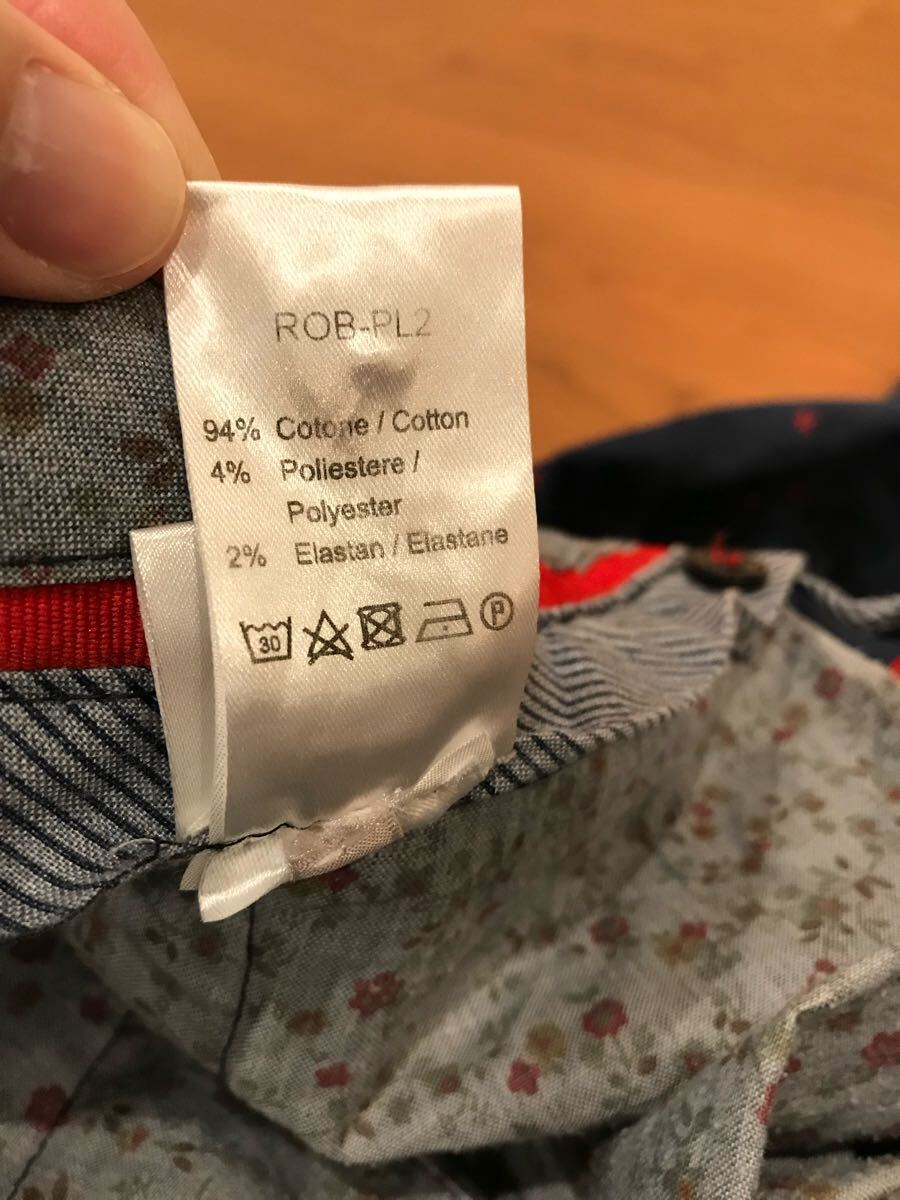 ROB-PL2
94% Cotone / Cotton
4% Poliestere /
Polyester
2% Elastan / Elastane
30 P